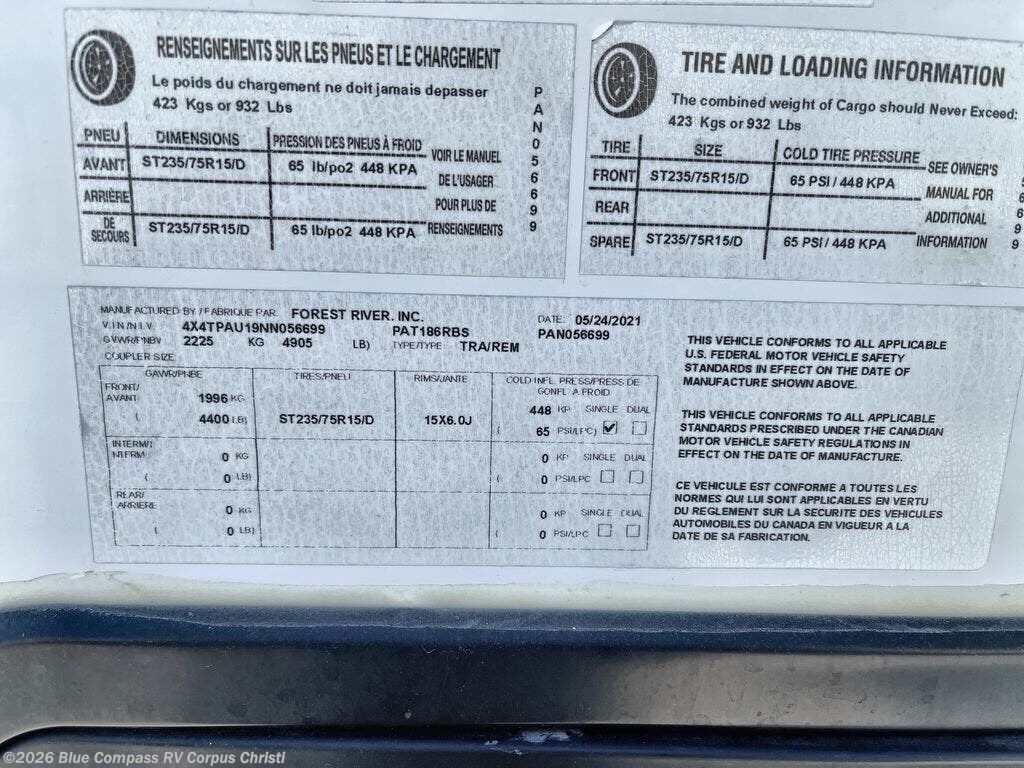 RENSEIGNEMENTS SUR LES PNEUS ET LE CHARGEMENT
Le poids du chargement ne doit jamais depasser
423 Kgs or 932 Lbs
PNEU DIMENSIONS PRESSION DES PNEUS À FROID
AVANT ST235/75R15/D 65 lb/po2 448 KPA
ARRIÈRE
DE SECOURS ST235/75R15/D 65 lb/po2 448 KPA
VOIR LE MANUEL
DE L'USAGER
POUR PLUS DE
RENSEIGNEMENTS
PAN056699
TIRE AND LOADING INFORMATION
The combined weight of Cargo should Never Exceed:
423 Kgs or 932 Lbs
TIRE SIZE COLD TIRE PRESSURE
FRONT ST235/75R15/D 65 PSI / 448 KPA
REAR
SPARE ST235/75R15/D 65 PSI / 448 KPA
SEE OWNER'S
MANUAL FOR
ADDITIONAL
INFORMATION
MANUFACTURED BY / FABRIQUE PAR: FOREST RIVER, INC. DATE: 05/24/2021
V.I.N/N.I.V. 4X4TPAU19NN056699 PAT186RBS PAN056699
GVWR/PNBV 2225 KG 4905 LB) TYPE/TYPE TRA/REM
COUPLER SIZE
GAWR/PNBE TIRES/PNEU RIMS/JANTE COLD INFL. PRESS/PRESS DE GONFL A FROID
FRONT/ AVANT 1996 KG 448 KP SINGLE DUAL
( 4400 LB) ST235/75R15/D 15X6.0J ( 65 PSI/LPC)
INTERM/ 0 KG 0 KP SINGLE DUAL
( 0 LB) ( 0 PSI/LPC
REAR/ ARRIERE 0 KG 0 KP SINGLE DUAL
( 0 LB) ( 0 PSI/LPC
THIS VEHICLE CONFORMS TO ALL APPLICABLE
U.S. FEDERAL MOTOR VEHICLE SAFETY
STANDARDS IN EFFECT ON THE DATE OF
MANUFACTURE SHOWN ABOVE.
THIS VEHICLE CONFORMS TO ALL APPLICABLE
STANDARDS PRESCRIBED UNDER THE CANADIAN
MOTOR VEHICLE SAFETY REGULATIONS IN
EFFECT ON THE DATE OF MANUFACTURE.
CE VEHICULE EST CONFORME A TOUTES LES
NORMES QUI LUI SONT APPLICABLES EN VERTU
DU REGLEMENT SUR LA SECURITE DES VEHICULES
AUTOMOBILES DU CANADA EN VIGUEUR A LA
DATE DE SA FABRICATION.
©2026 Blue Compass RV Corpus Christi